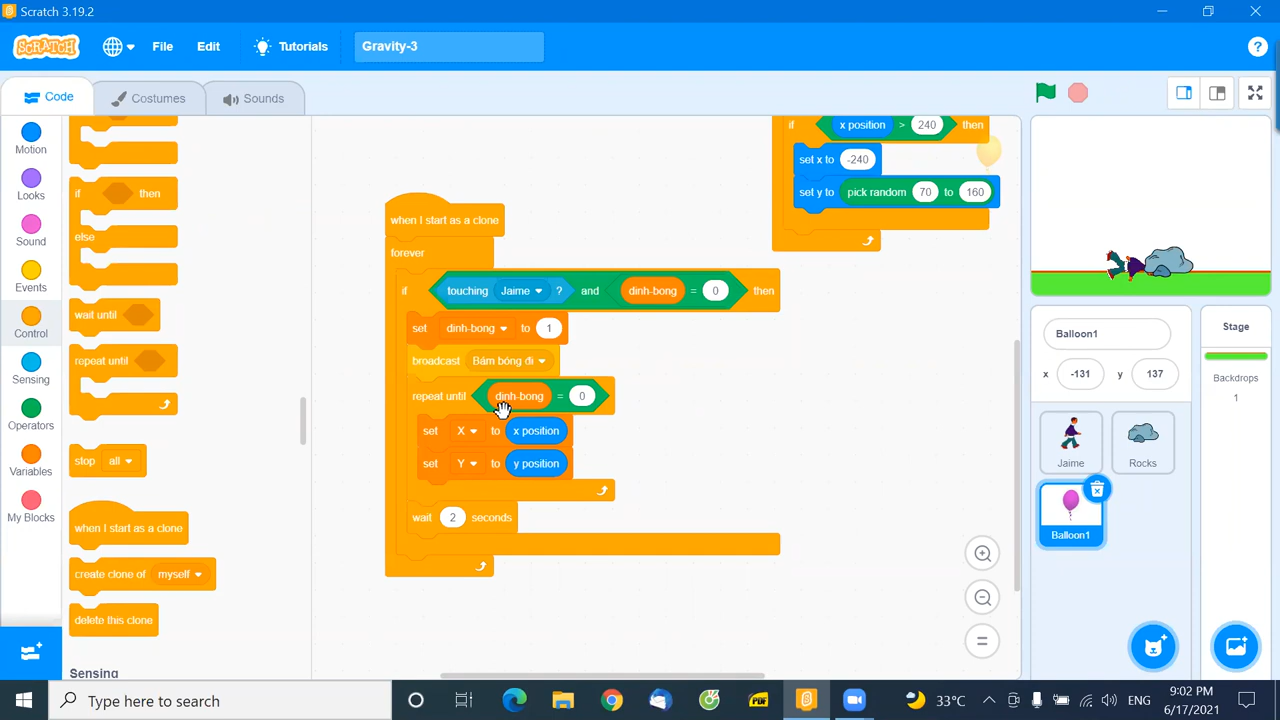 Scratch 3.19.2
SCRATCH
File
Edit
Tutorials
Gravity-3
?
Code
Costumes
Sounds
Motion
Looks
Sound
Events
Control
Sensing
Operators
Variables
My Blocks
if
then
else
wait until
repeat until
stop all
when I start as a clone
create clone of myself
delete this clone
Sensing
when I start as a clone
forever
if touching Jaime ? and dinh-bong = 0 then
set dinh-bong to 1
broadcast Bám bóng đi
repeat until dinh-bong = 0
set X to x position
set Y to y position
wait 2 seconds
if x position > 240 then
set x to -240
set y to pick random 70 to 160
Balloon1
x -131 y 137
Jaime
Rocks
Balloon1
Stage
Backdrops
1
Type here to search
PDF
33°C
ENG
9:02 PM
6/17/2021